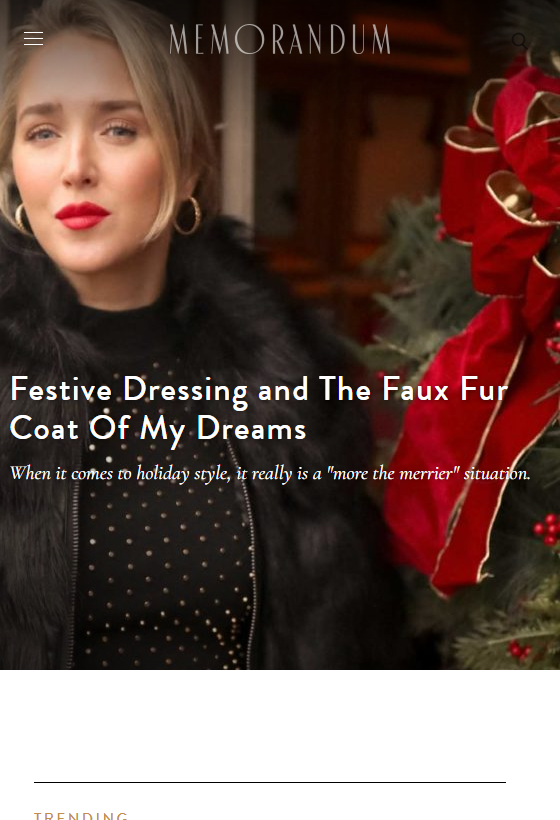 MEMORANDUM
Festive Dressing and The Faux Fur
Coat Of My Dreams
When it comes to holiday style, it really is a "more the merrier" situation.
TRENDING